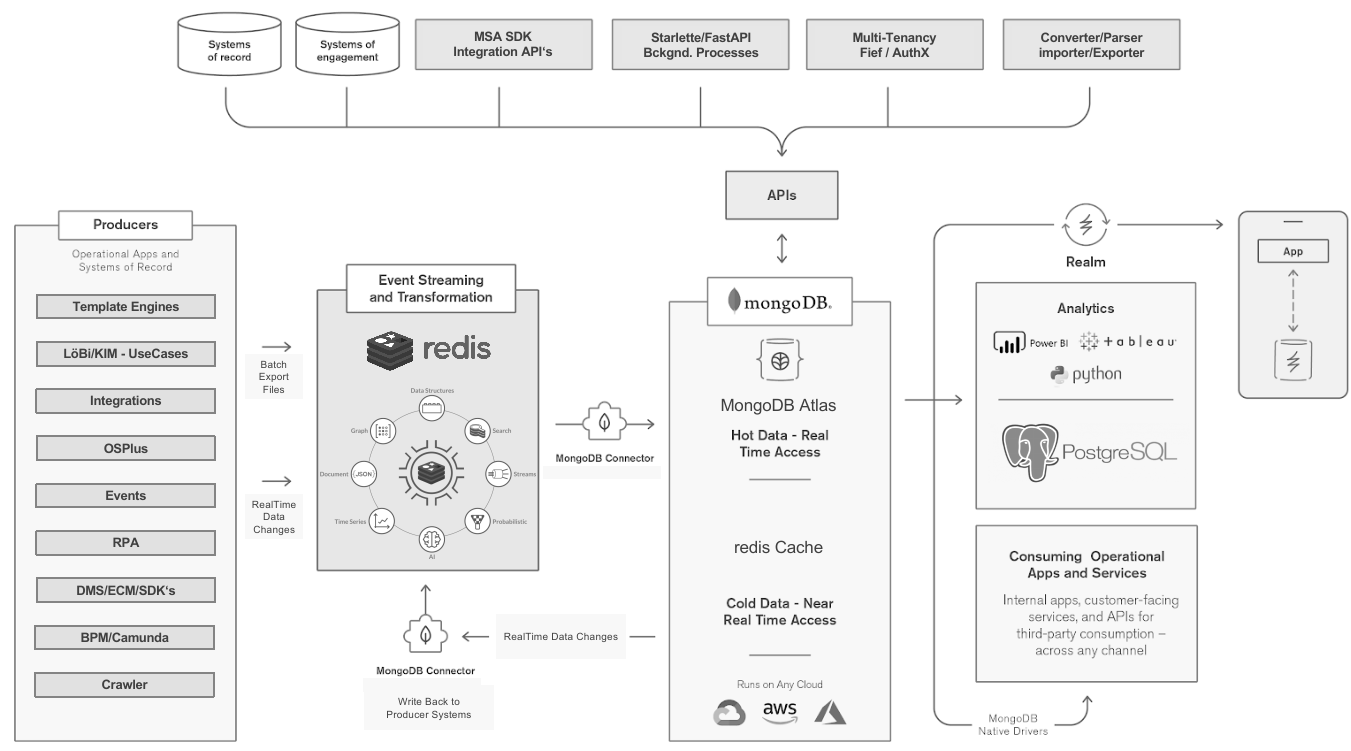 Systems
of record
Systems of
engagement
MSA SDK
Integration API's
Starlette/FastAPI
Bckgnd. Processes
Multi-Tenancy
Fief / AuthX
Converter/Parser
importer/Exporter
APIs
Producers
Operational Apps and
Systems of Record
Template Engines
LöBi/KIM - UseCases
Integrations
OSPlus
Events
RPA
DMS/ECM/SDK's
BPM/Camunda
Crawler
Batch
Export
Files
RealTime
Data
Changes
Event Streaming
and Transformation
redis
Data Structures
Graph
Search
Document
{JSON}
Streams
Time Series
Probabilistic
AI
MongoDB Connector
MongoDB Connector
Write Back to
Producer Systems
RealTime Data Changes
mongoDB®
MongoDB Atlas
Hot Data - Real
Time Access
redis Cache
Cold Data - Near
Real Time Access
Runs on Any Cloud
aws
Realm
Analytics
Power BI
+ableau
python
PostgreSQL
Consuming Operational
Apps and Services
Internal apps, customer-facing
services, and APIs for
third-party consumption –
across any channel
MongoDB
Native Drivers
App